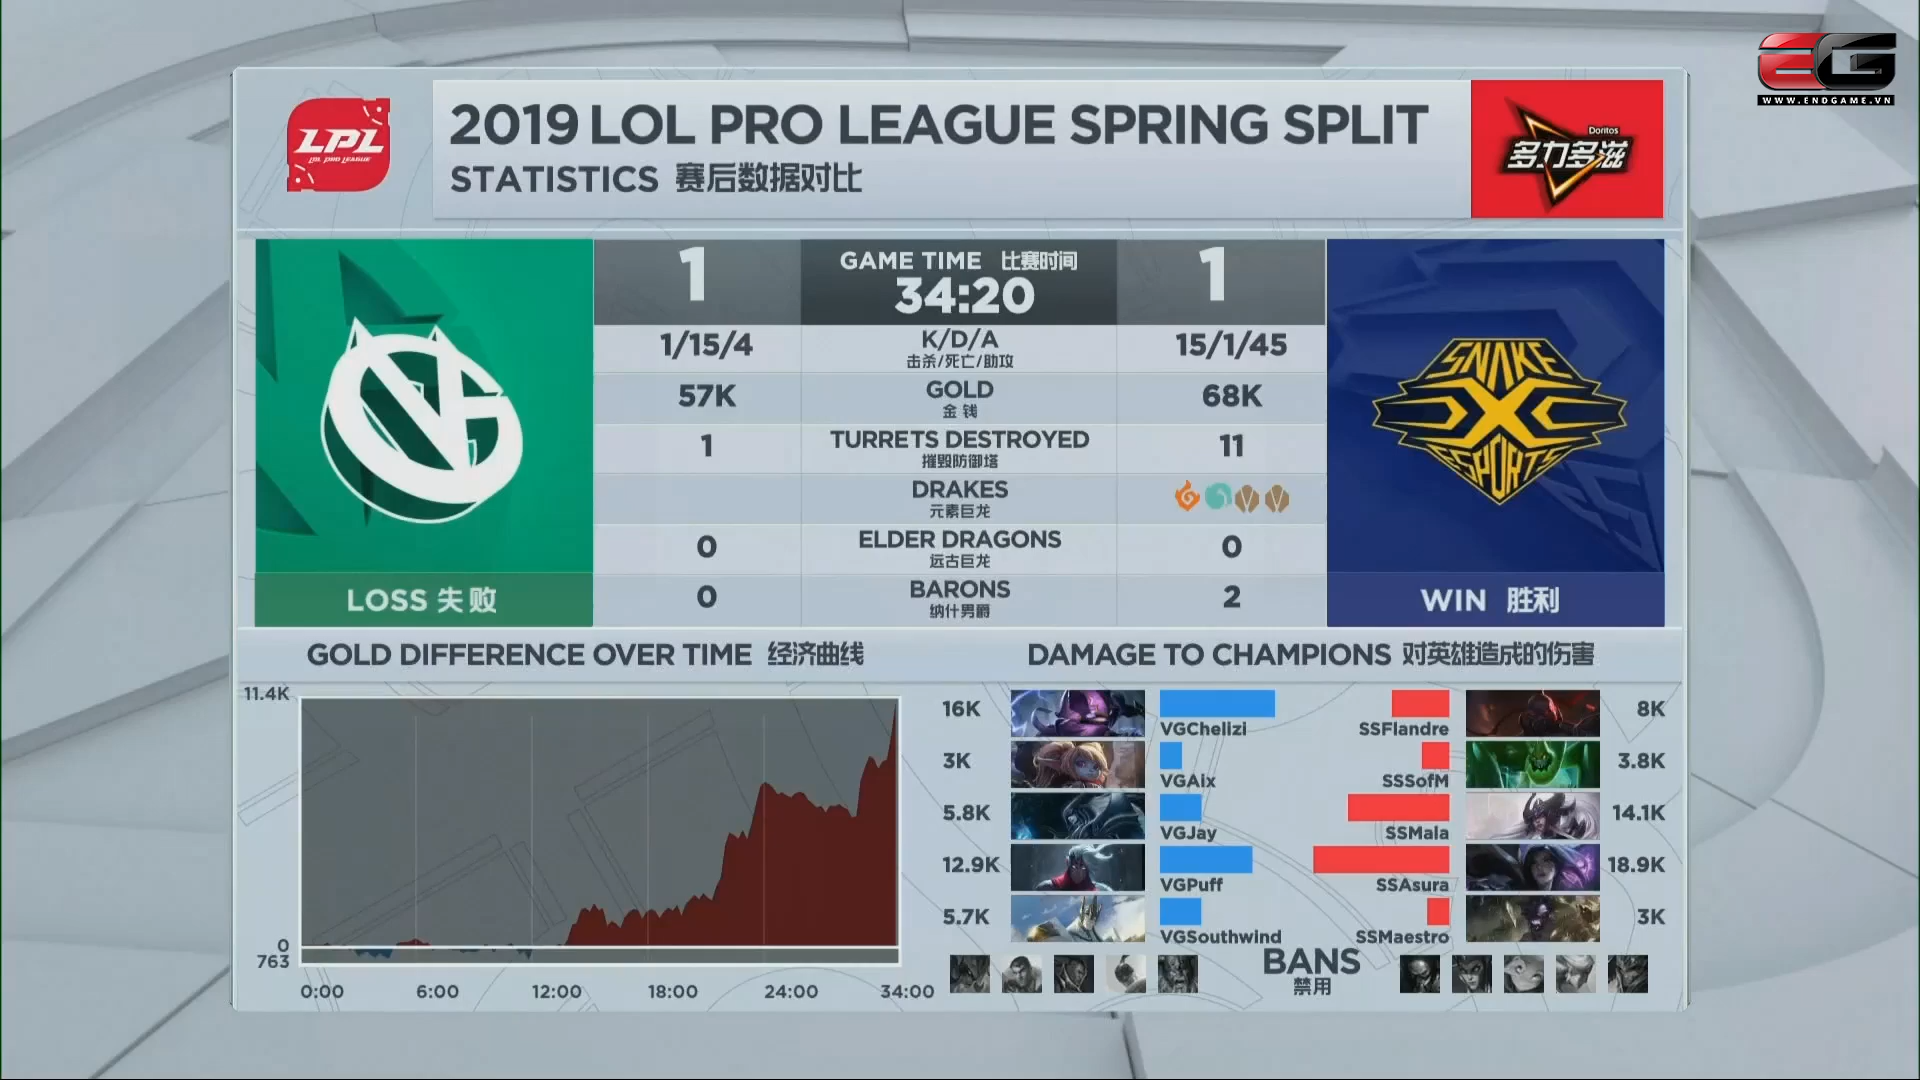 EG
WWW.ENDGAME.VN
LPL
LOL PRO LEAGUE
2019 LOL PRO LEAGUE SPRING SPLIT
STATISTICS 赛后数据对比
Doritos
多力多滋
1
GAME TIME 比赛时间
34:20
1
1/15/4
K/D/A
击杀/死亡/助攻
15/1/45
57K
GOLD
金钱
68K
1
TURRETS DESTROYED
摧毁防御塔
11
DRAKES
元素巨龙
0
ELDER DRAGONS
远古巨龙
0
0
BARONS
纳什男爵
2
VG
LOSS 失败
SNAKE
ESPORTS
WIN 胜利
GOLD DIFFERENCE OVER TIME 经济曲线
11.4K
0
763
0:00 6:00 12:00 18:00 24:00 34:00
DAMAGE TO CHAMPIONS 对英雄造成的伤害
16K
VGChelizi
SSFlandre
8K
3K
VGAix
SSSofM
3.8K
5.8K
VGJay
SSMala
14.1K
12.9K
VGPuff
SSAsura
18.9K
5.7K
VGSouthwind
SSMaestro
3K
BANS
禁用